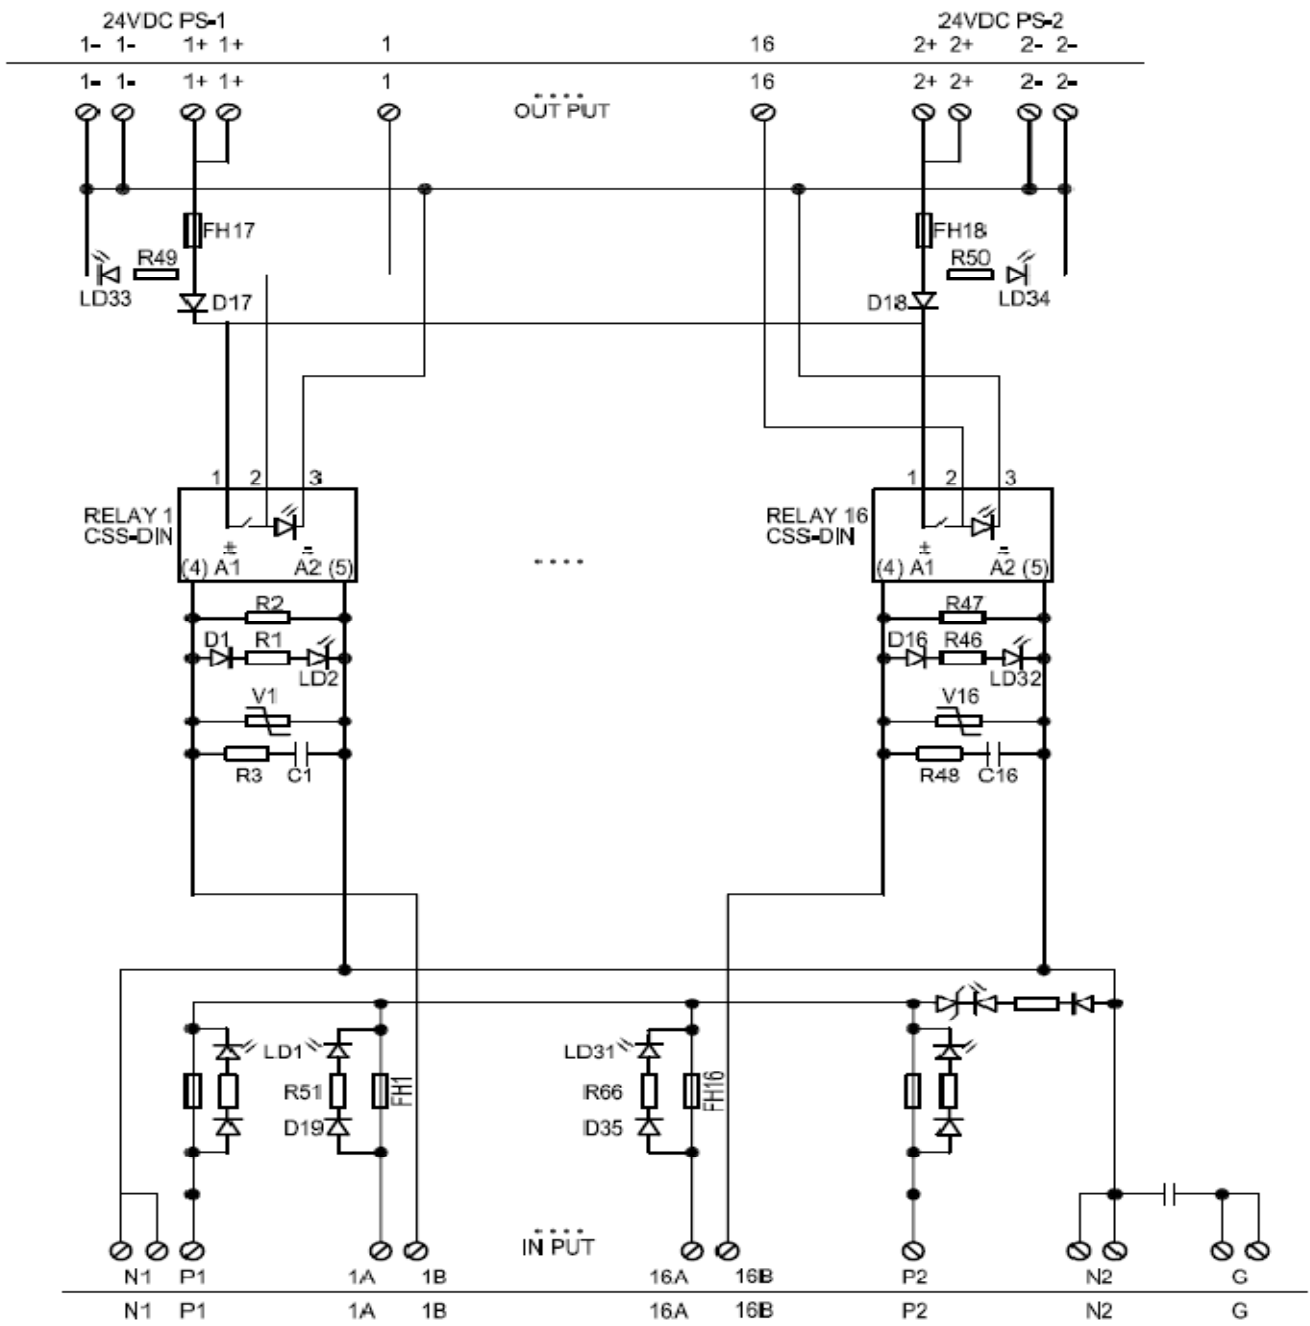 24VDC PS-1 24VDC PS-2
1- 1- 1+ 1+ 1 16 2+ 2+ 2- 2-
1- 1- 1+ 1+ 1 16 2+ 2+ 2- 2-
OUT PUT
FH17 FH18
R49 R50
LD33 D17 D18 LD34
1 2 3 1 2 3
RELAY 1 RELAY 16
CSS-DIN CSS-DIN
± - ± -
(4) A1 A2 (5) (4) A1 A2 (5)
R2 R47
D1 R1 D16 R46
LD2 LD32
V1 V16
R3 C1 R48 C16
LD1 LD31
R51 FH1 R66 FH16
D19 D35
IN PUT
N1 P1 1A 1B 16A 16B P2 N2 G
N1 P1 1A 1B 16A 16B P2 N2 G